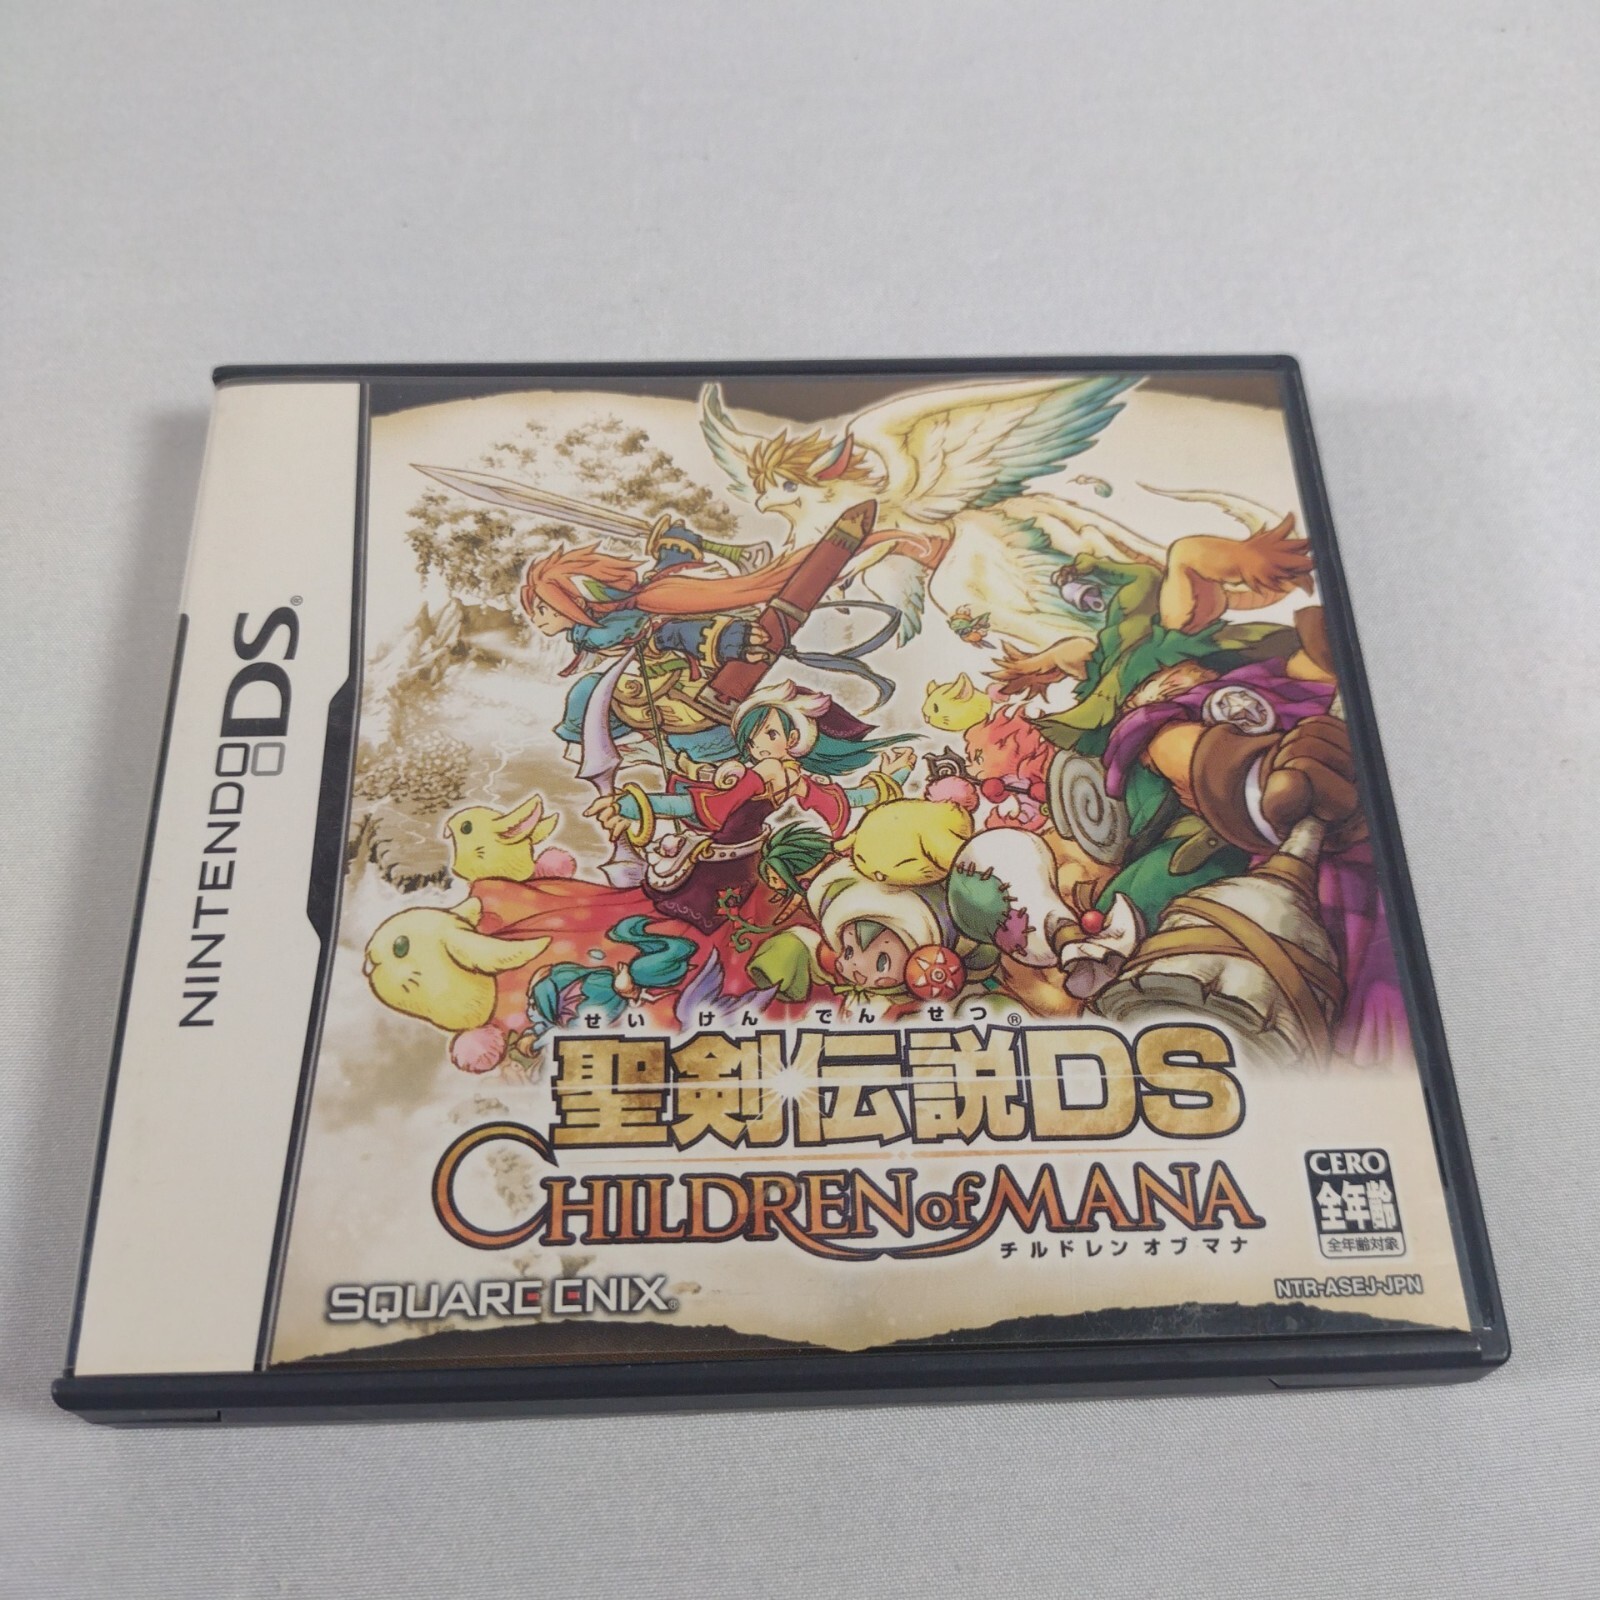 NINTENDO DS®
せいけんでんせつ®
聖剣伝説DS
CHILDREN of MANA
チルドレン オブ マナ
CERO
全年齢
全年齢対象
SQUARE ENIX®
NTR-ASEJ-JPN